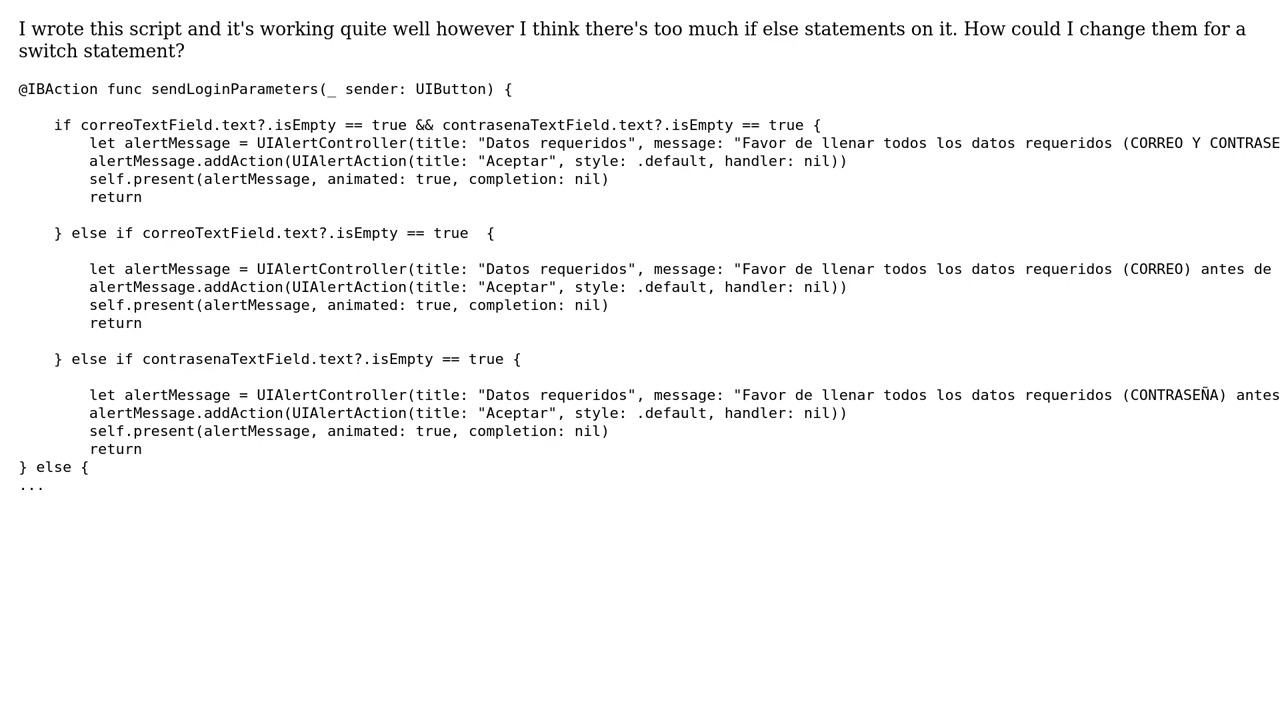 I wrote this script and it's working quite well however I think there's too much if else statements on it. How could I change them for a
switch statement?
@IBAction func sendLoginParameters(_ sender: UIButton) {
if correoTextField.text?.isEmpty == true && contrasenaTextField.text?.isEmpty == true {
let alertMessage = UIAlertController(title: "Datos requeridos", message: "Favor de llenar todos los datos requeridos (CORREO Y CONTRASE
alertMessage.addAction(UIAlertAction(title: "Aceptar", style: .default, handler: nil))
self.present(alertMessage, animated: true, completion: nil)
return
} else if correoTextField.text?.isEmpty == true  {
let alertMessage = UIAlertController(title: "Datos requeridos", message: "Favor de llenar todos los datos requeridos (CORREO) antes de
alertMessage.addAction(UIAlertAction(title: "Aceptar", style: .default, handler: nil))
self.present(alertMessage, animated: true, completion: nil)
return
} else if contrasenaTextField.text?.isEmpty == true {
let alertMessage = UIAlertController(title: "Datos requeridos", message: "Favor de llenar todos los datos requeridos (CONTRASEÑA) antes
alertMessage.addAction(UIAlertAction(title: "Aceptar", style: .default, handler: nil))
self.present(alertMessage, animated: true, completion: nil)
return
} else {
...